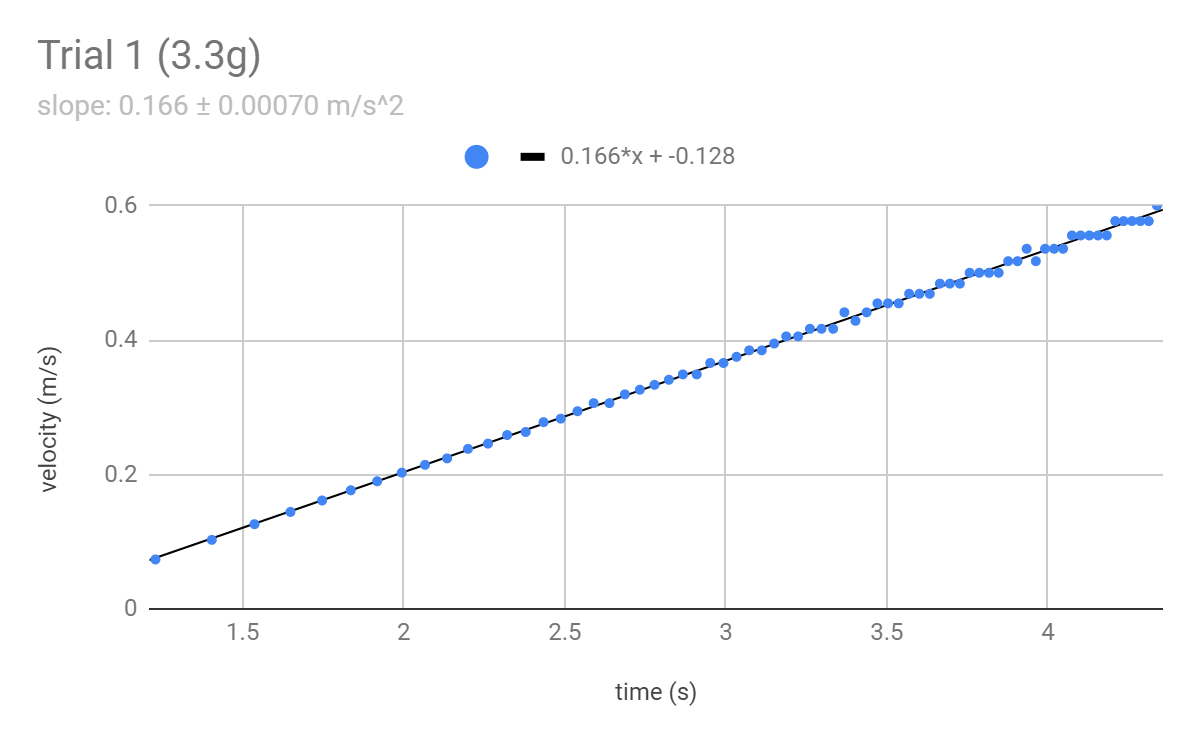 Trial 1 (3.3g)
slope: 0.166 ± 0.00070 m/s^2
0.166*x + -0.128
0.6
0.4
0.2
0
velocity (m/s)
1.5 2 2.5 3 3.5 4
time (s)